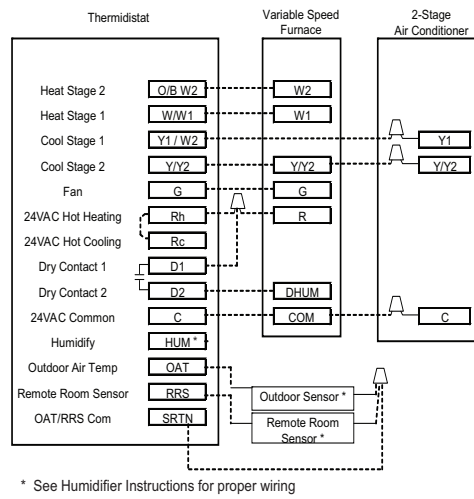 Thermidistat
Variable Speed
Furnace
2-Stage
Air Conditioner
Heat Stage 2 O/B W2 W2
Heat Stage 1 W/W1 W1
Cool Stage 1 Y1 / W2 Y1
Cool Stage 2 Y/Y2 Y/Y2 Y/Y2
Fan G G
24VAC Hot Heating Rh R
24VAC Hot Cooling Rc
Dry Contact 1 D1
Dry Contact 2 D2 DHUM
24VAC Common C COM C
Humidify HUM *
Outdoor Air Temp OAT
Remote Room Sensor RRS
OAT/RRS Com SRTN
Outdoor Sensor *
Remote Room
Sensor *
* See Humidifier Instructions for proper wiring